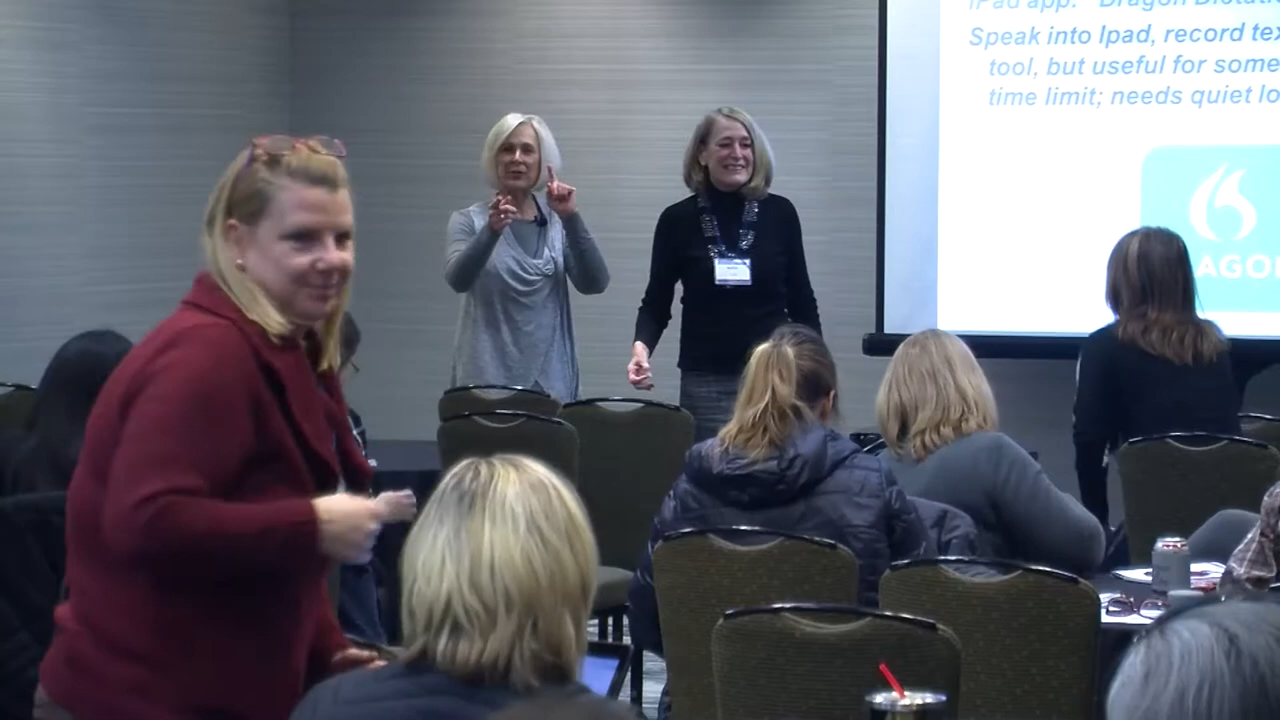 iPad app: "Dragon Dictati
Speak into Ipad, record tex
tool, but useful for some
time limit; needs quiet lo
AGO